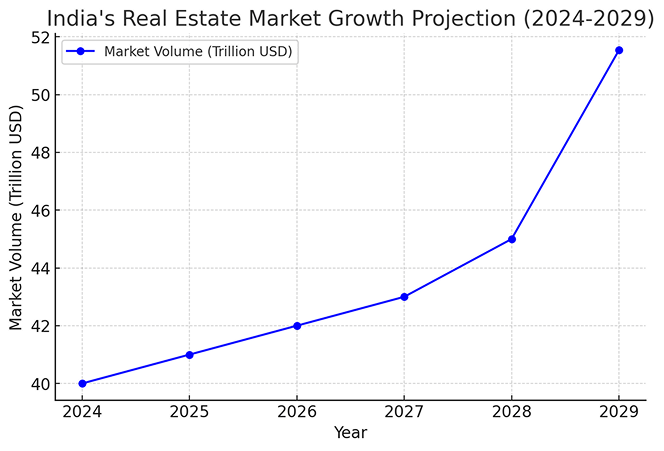 India's Real Estate Market Growth Projection (2024-2029)
Market Volume (Trillion USD)
Market Volume (Trillion USD)
52
50
48
46
44
42
40
2024 2025 2026 2027 2028 2029
Year